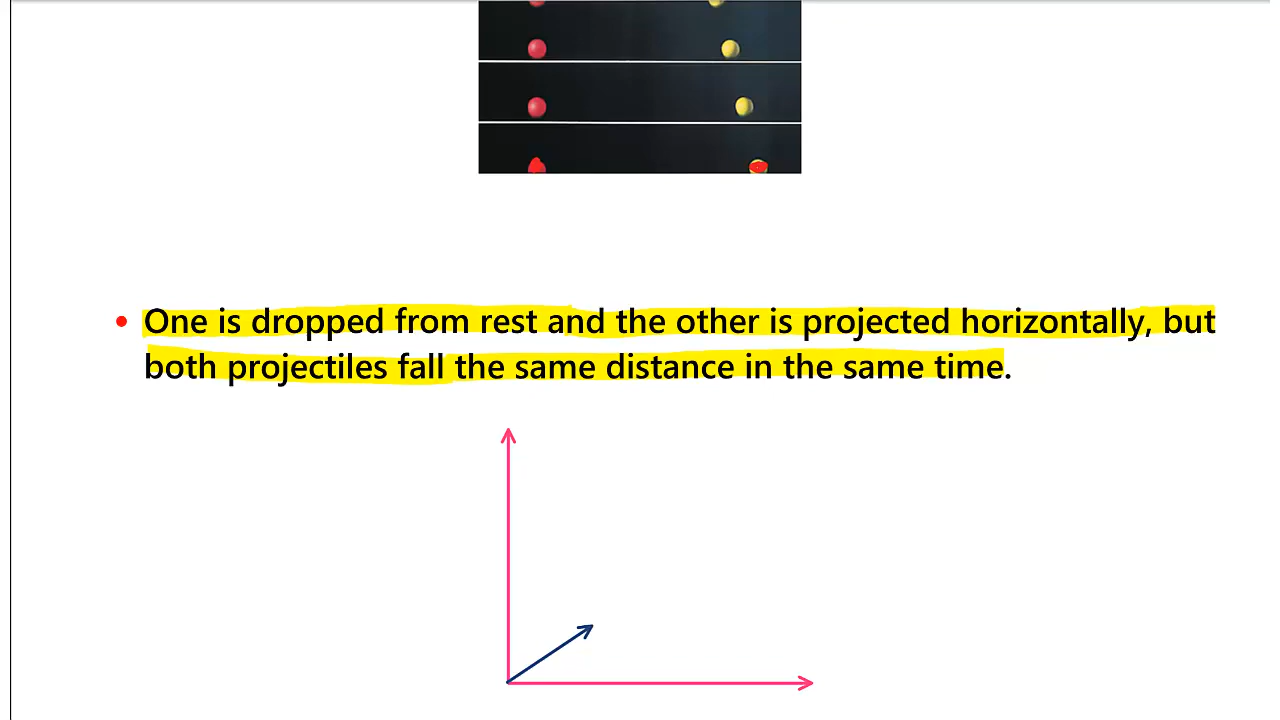 • One is dropped from rest and the other is projected horizontally, but
both projectiles fall the same distance in the same time.